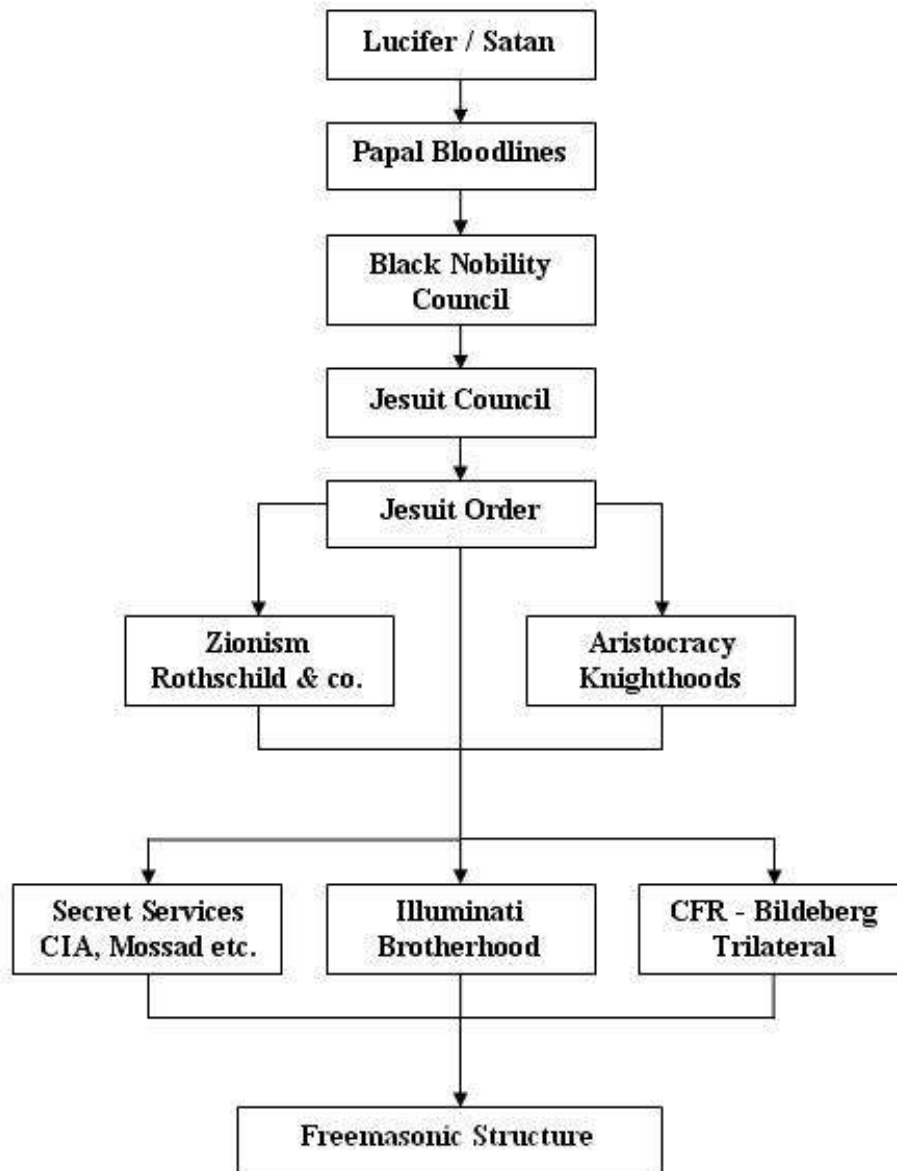 Lucifer / Satan
Papal Bloodlines
Black Nobility
Council
Jesuit Council
Jesuit Order
Zionism
Rothschild & co.
Aristocracy
Knighthoods
Secret Services
CIA, Mossad etc.
Illuminati
Brotherhood
CFR - Bildeberg
Trilateral
Freemasonic Structure